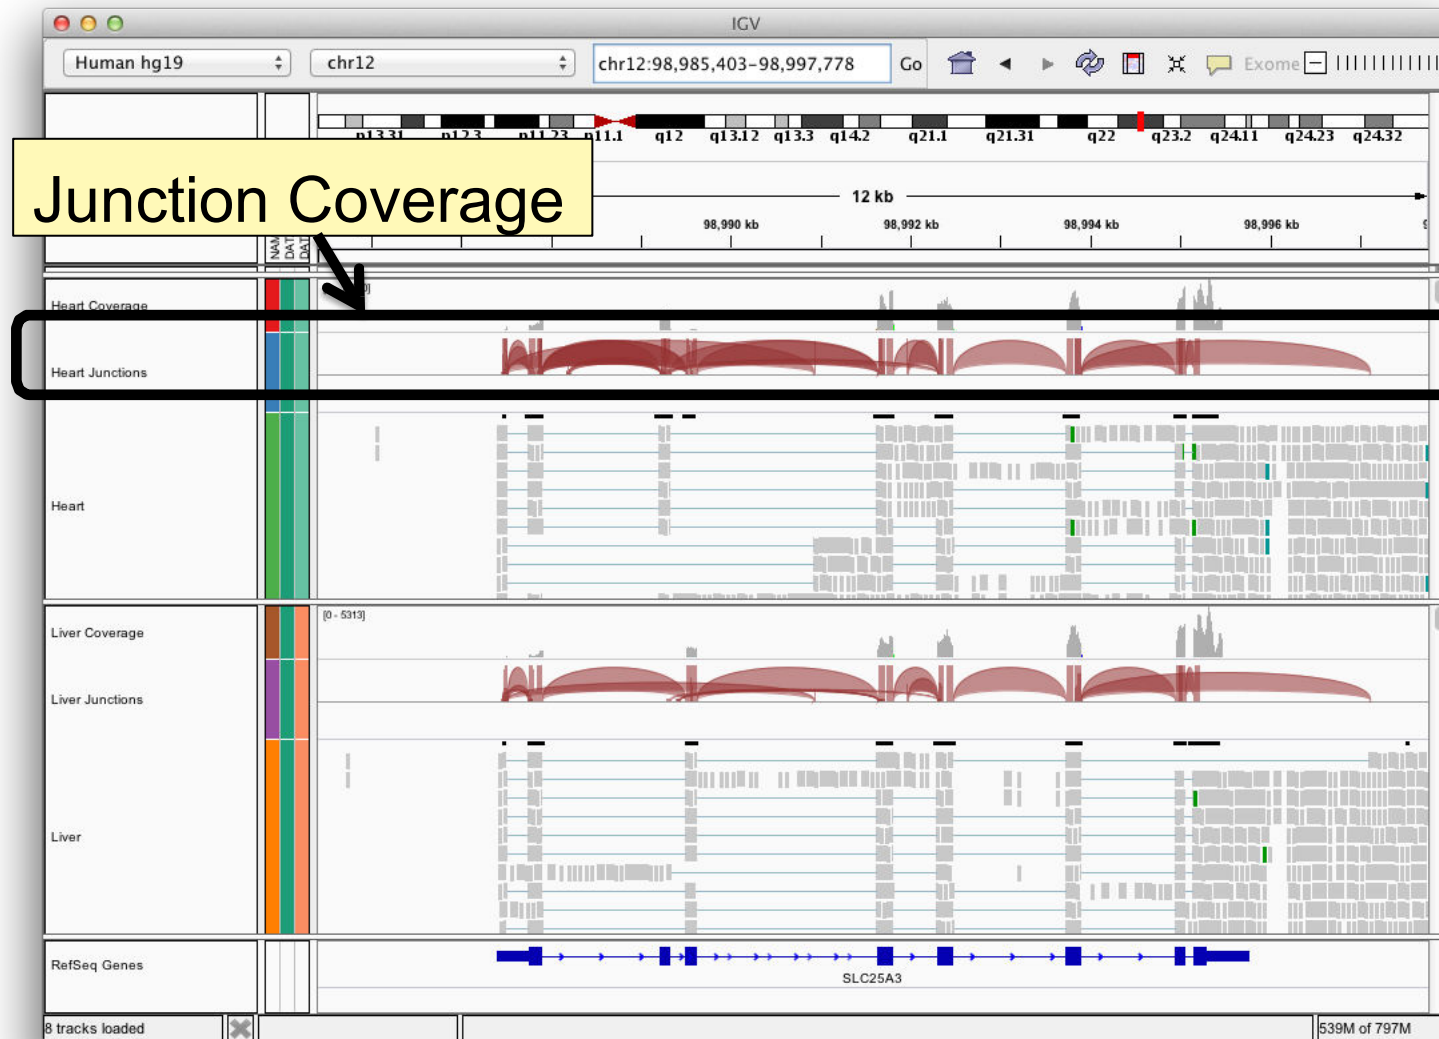 IGV
Human hg19
chr12
chr12:98,985,403-98,997,778
Go
Exome
p13.31 p12.3 p11.23 p11.1 q12 q13.12 q13.3 q14.2 q21.1 q21.31 q22 q23.2 q24.11 q24.23 q24.32
Junction Coverage
12 kb
98,990 kb 98,992 kb 98,994 kb 98,996 kb
Heart Coverage
Heart Junctions
Heart
Liver Coverage
[0 - 5313]
Liver Junctions
Liver
RefSeq Genes
SLC25A3
8 tracks loaded
539M of 797M